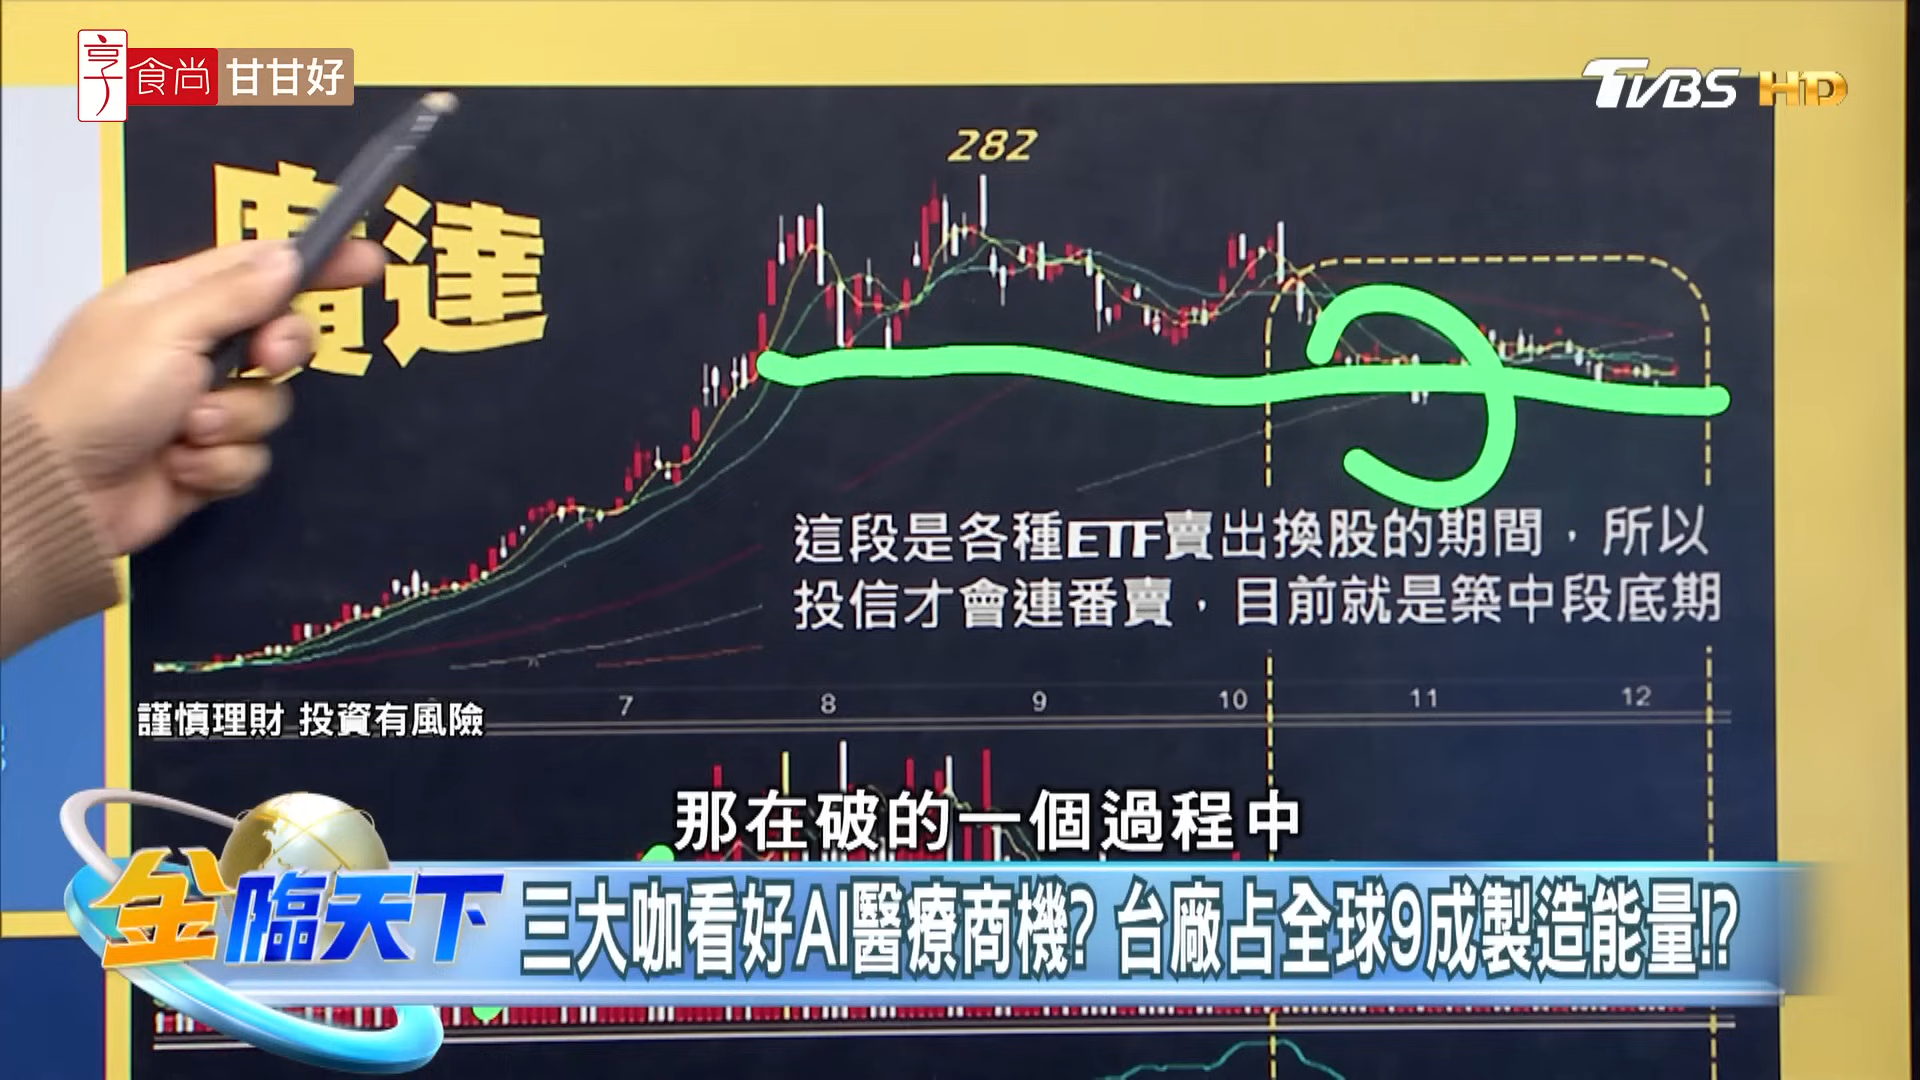 享食尚 甘甘好
TVBS HD
282
廣達
這段是各種ETF賣出換股的期間，所以
投信才會連番賣，目前就是築中段底期
7 8 9 10 11 12
謹慎理財 投資有風險
那在破的一個過程中
金臨天下
三大咖看好AI醫療商機? 台廠占全球9成製造能量!?